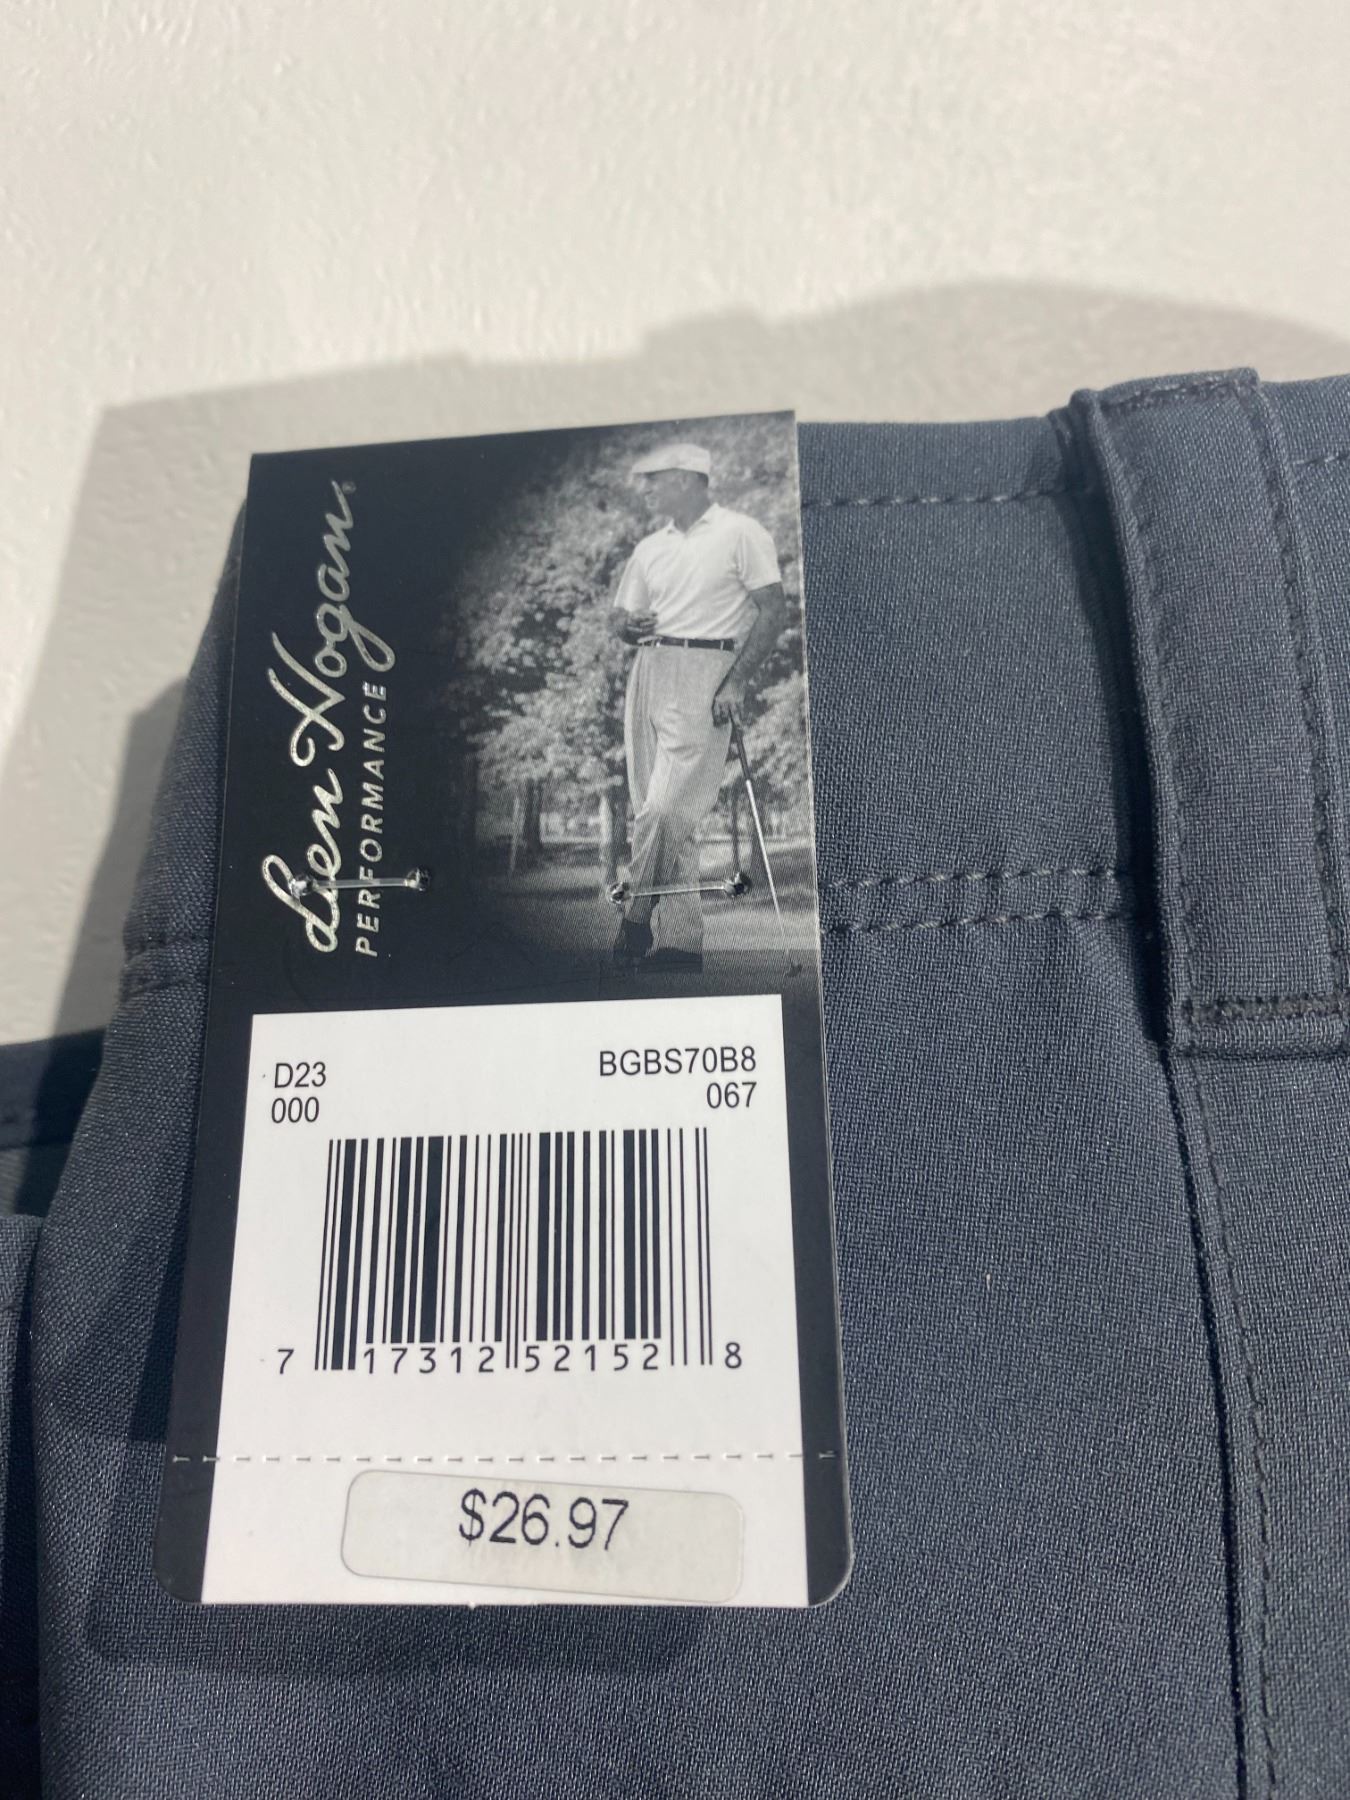 Ben Hogan
PERFORMANCE
D23
000
BGBS70B8
067
7 17312 52152 8
$26.97